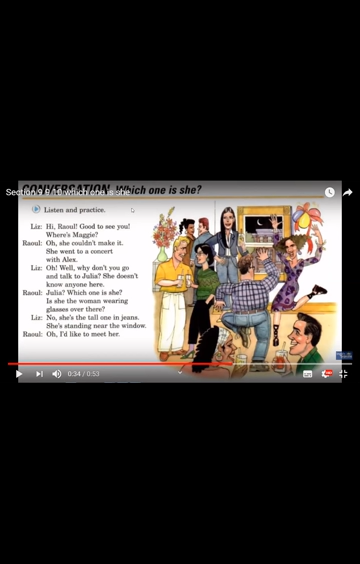 CONVERSATION Which one is she?
Section 9 9.10 which one is she
Listen and practice.
Liz: Hi, Raoul! Good to see you!
Where's Maggie?
Raoul: Oh, she couldn't make it.
She went to a concert
with Alex.
Liz: Oh! Well, why don't you go
and talk to Julia? She doesn't
know anyone here.
Raoul: Julia? Which one is she?
Is she the woman wearing
glasses over there?
Liz: No, she's the tall one in jeans.
She's standing near the window.
Raoul: Oh, I'd like to meet her.
0:34 / 0:53